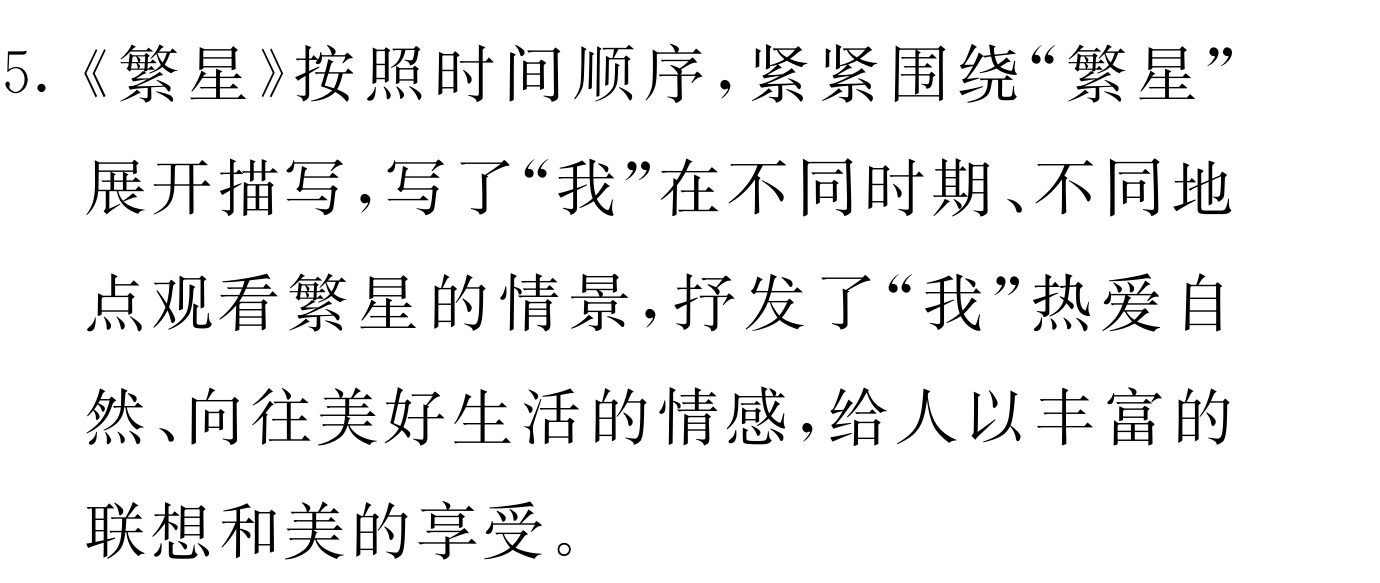 5.《繁星》按照时间顺序,紧紧围绕“繁星”
展开描写,写了“我”在不同时期、不同地
点观看繁星的情景,抒发了“我”热爱自
然、向往美好生活的情感,给人以丰富的
联想和美的享受。